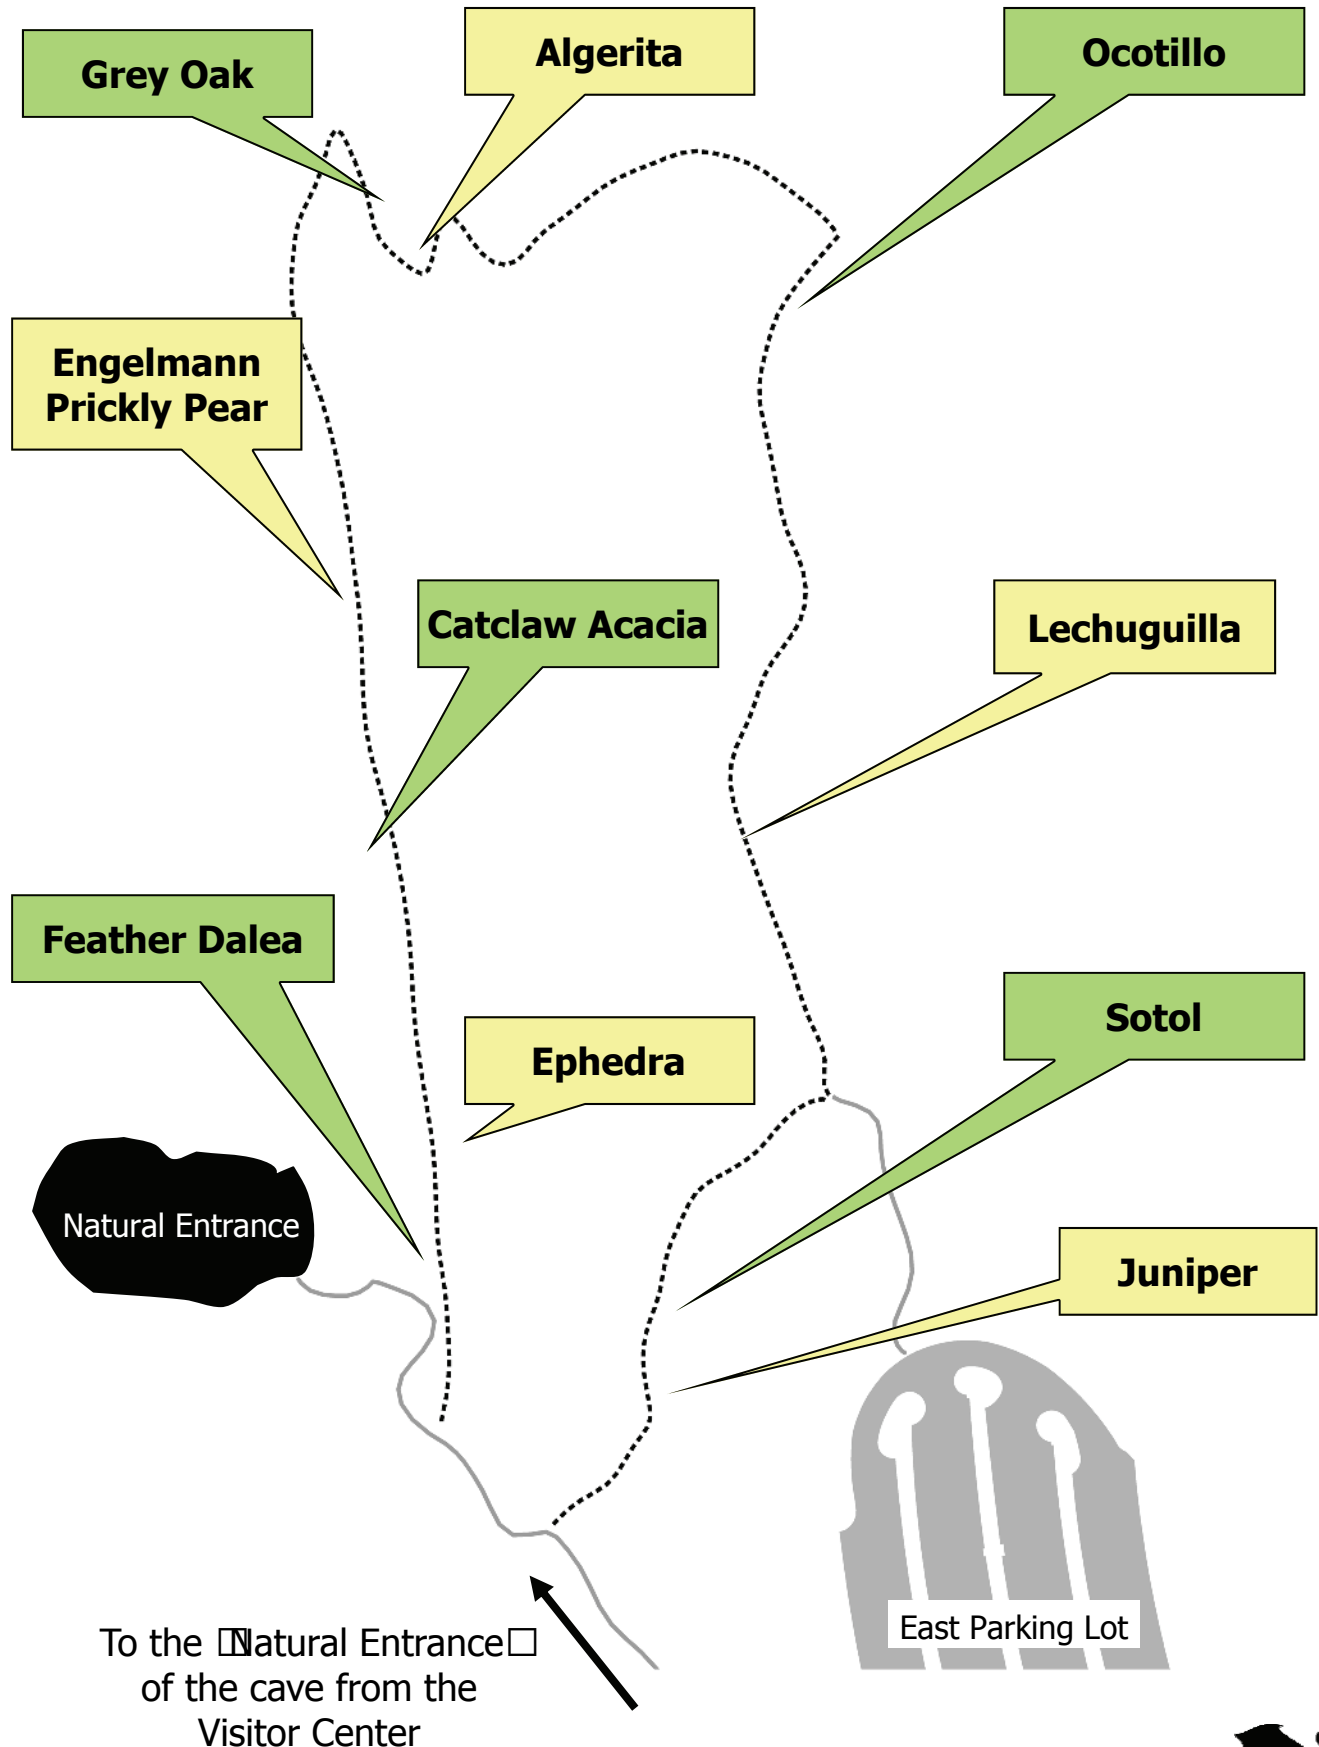 Grey Oak
Algerita
Ocotillo
Engelmann
Prickly Pear
Catclaw Acacia
Lechuguilla
Feather Dalea
Ephedra
Sotol
Natural Entrance
Juniper
East Parking Lot
To the □Natural Entrance□
of the cave from the
Visitor Center